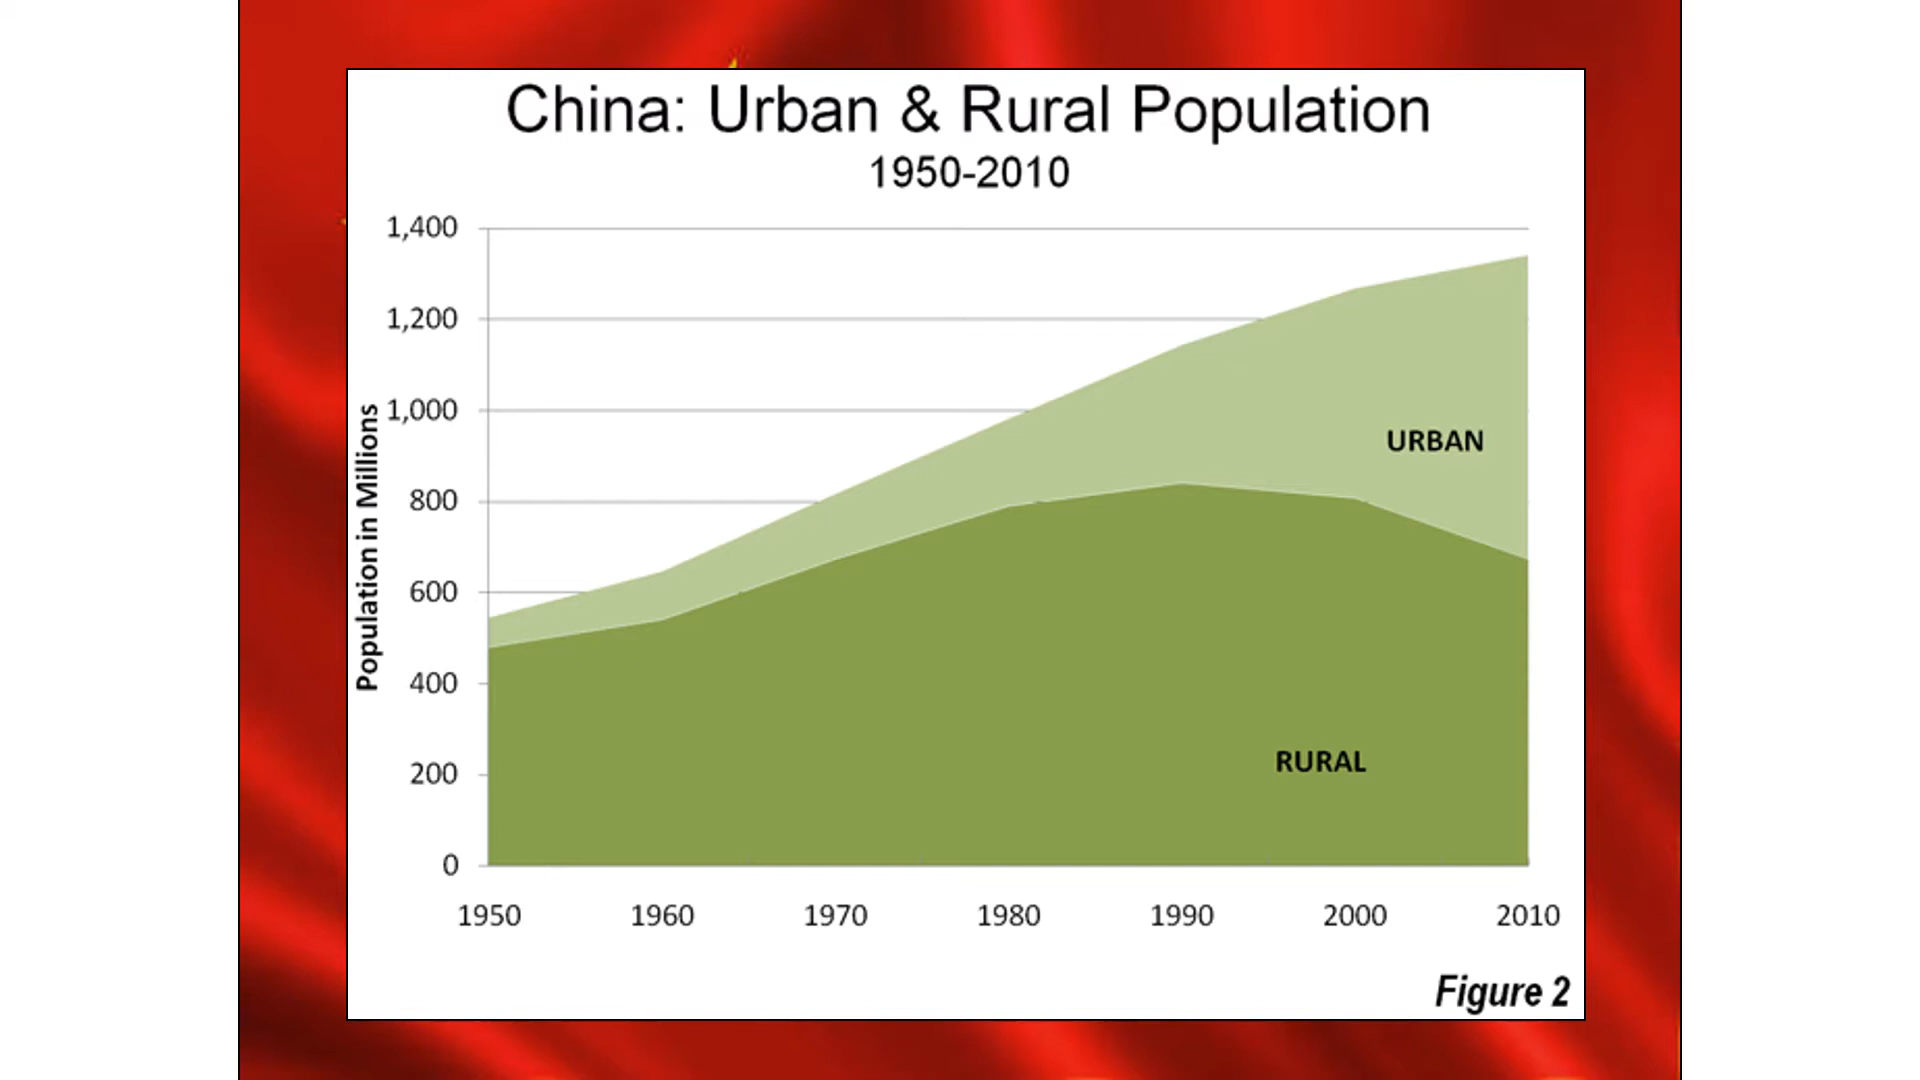 China: Urban & Rural Population
1950-2010
Population in Millions
1,400
1,200
1,000
800
600
400
200
0
URBAN
RURAL
1950 1960 1970 1980 1990 2000 2010
Figure 2